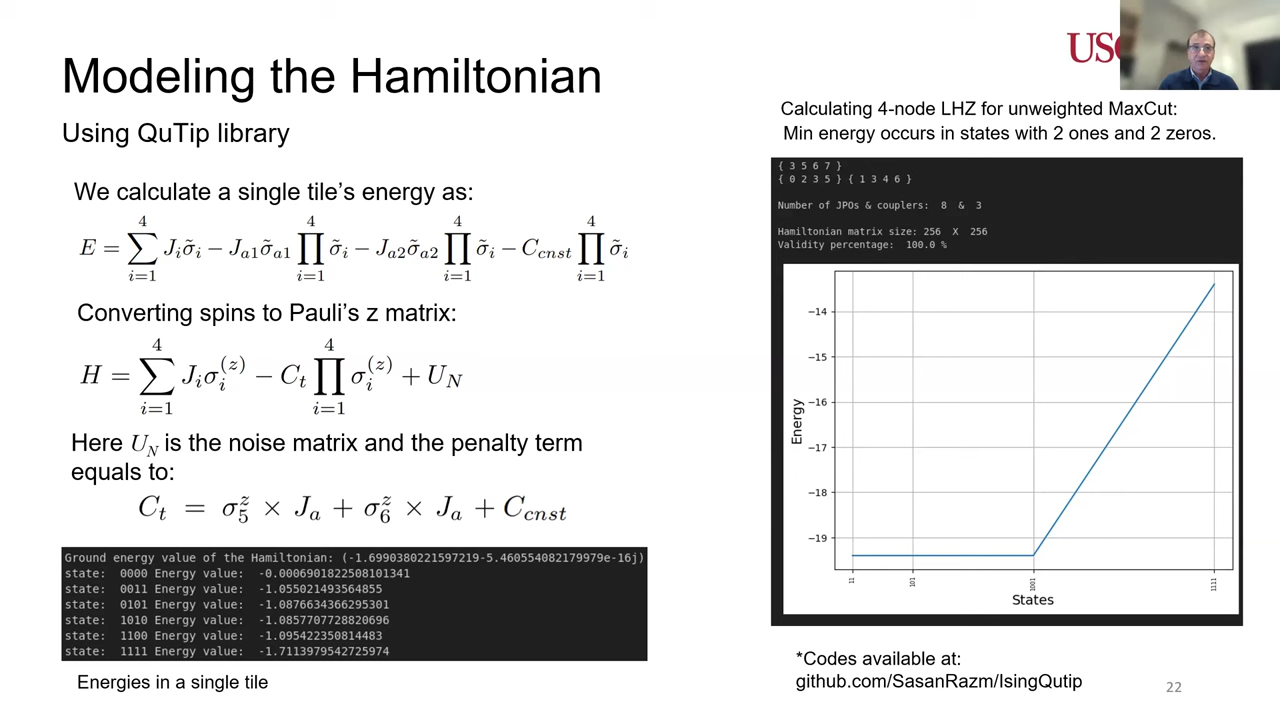 Modeling the Hamiltonian
Using QuTip library
We calculate a single tile's energy as:
E = ∑_{i=1}^{4} J_i σ̃_i − J_{a1} σ̃_{a1} ∏_{i=1}^{4} σ̃_i − J_{a2} σ̃_{a2} ∏_{i=1}^{4} σ̃_i − C_{cnst} ∏_{i=1}^{4} σ̃_i
Converting spins to Pauli's z matrix:
H = ∑_{i=1}^{4} J_i σ_i^{(z)} − C_t ∏_{i=1}^{4} σ_i^{(z)} + U_N
Here U_N is the noise matrix and the penalty term
equals to:
C_t = σ_5^z × J_a + σ_6^z × J_a + C_{cnst}
Ground energy value of the Hamiltonian: (-1.6990380221597219-5.460554082179979e-16j)
state: 0000 Energy value: -0.0006901822508101341
state: 0011 Energy value: -1.055021493564855
state: 0101 Energy value: -1.0876634366295301
state: 1010 Energy value: -1.0857707728820696
state: 1100 Energy value: -1.095422350814483
state: 1111 Energy value: -1.7113979542725974
Energies in a single tile
US
Calculating 4-node LHZ for unweighted MaxCut:
Min energy occurs in states with 2 ones and 2 zeros.
{ 3 5 6 7 }
{ 0 2 3 5 } { 1 3 4 6 }
Number of JPOs & couplers: 8 & 3
Hamiltonian matrix size: 256 X 256
Validity percentage: 100.0 %
−14
−15
−16
−17
−18
−19
Energy
11
101
1001
1111
States
*Codes available at:
github.com/SasanRazm/IsingQutip
22